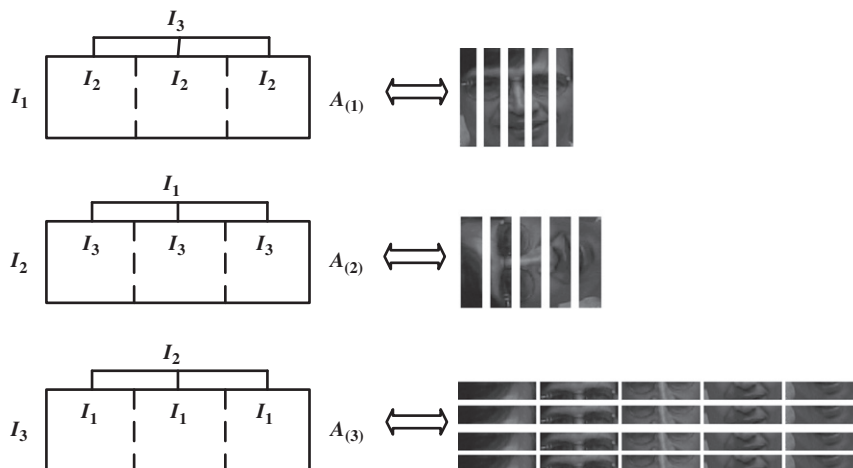 I3
I1 I2 I2 I2 A(1)
I1
I2 I3 I3 I3 A(2)
I2
I3 I1 I1 I1 A(3)